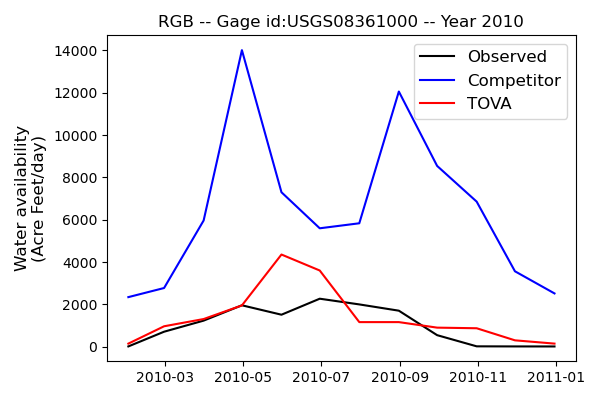 RGB -- Gage id:USGS08361000 -- Year 2010
Observed
Competitor
TOVA
Water availability
(Acre Feet/day)
14000
12000
10000
8000
6000
4000
2000
0
2010-03 2010-05 2010-07 2010-09 2010-11 2011-01